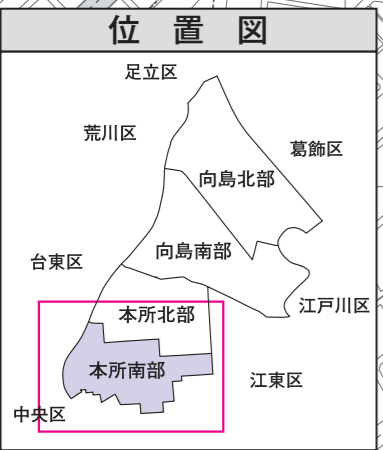 位置図
足立区
荒川区
葛飾区
向島北部
向島南部
台東区
江戸川区
本所北部
本所南部
江東区
中央区